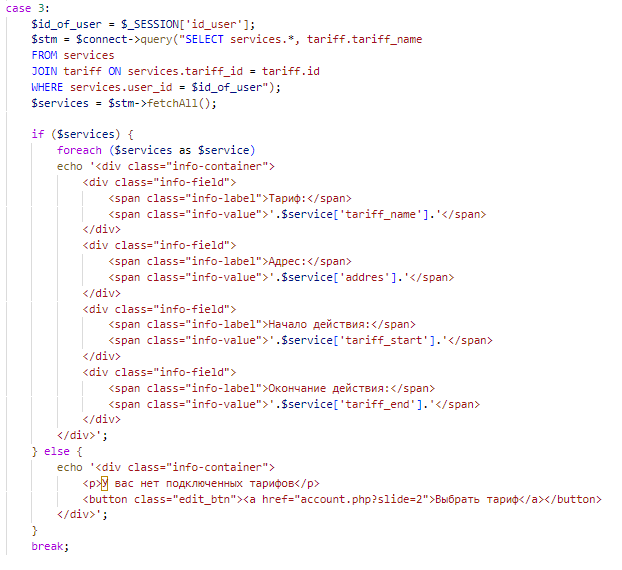 case 3:
$id_of_user = $_SESSION['id_user'];
$stm = $connect->query("SELECT services.*, tariff.tariff_name
FROM services
JOIN tariff ON services.tariff_id = tariff.id
WHERE services.user_id = $id_of_user");
$services = $stm->fetchAll();
if ($services) {
foreach ($services as $service)
echo '<div class="info-container">
<div class="info-field">
<span class="info-label">Тариф:</span>
<span class="info-value">'.$service['tariff_name'].'</span>
</div>
<div class="info-field">
<span class="info-label">Адрес:</span>
<span class="info-value">'.$service['addres'].'</span>
</div>
<div class="info-field">
<span class="info-label">Начало действия:</span>
<span class="info-value">'.$service['tariff_start'].'</span>
</div>
<div class="info-field">
<span class="info-label">Окончание действия:</span>
<span class="info-value">'.$service['tariff_end'].'</span>
</div>
</div>';
} else {
echo '<div class="info-container">
<p>У вас нет подключенных тарифов</p>
<button class="edit_btn"><a href="account.php?slide=2">Выбрать тариф</a></button>
</div>';
}
break;